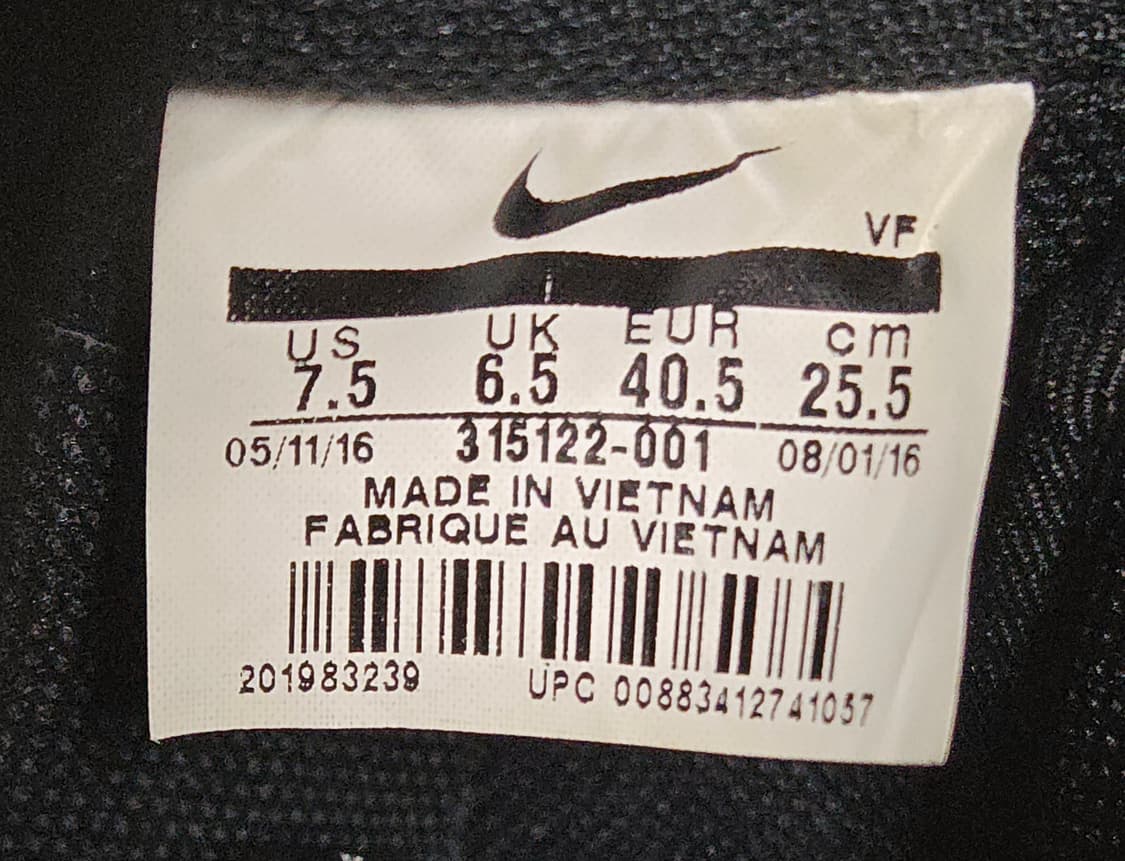 VF
US UK EUR cm
7.5 6.5 40.5 25.5
05/11/16 315122-001 08/01/16
MADE IN VIETNAM
FABRIQUE AU VIETNAM
201983239 UPC 00883412741057